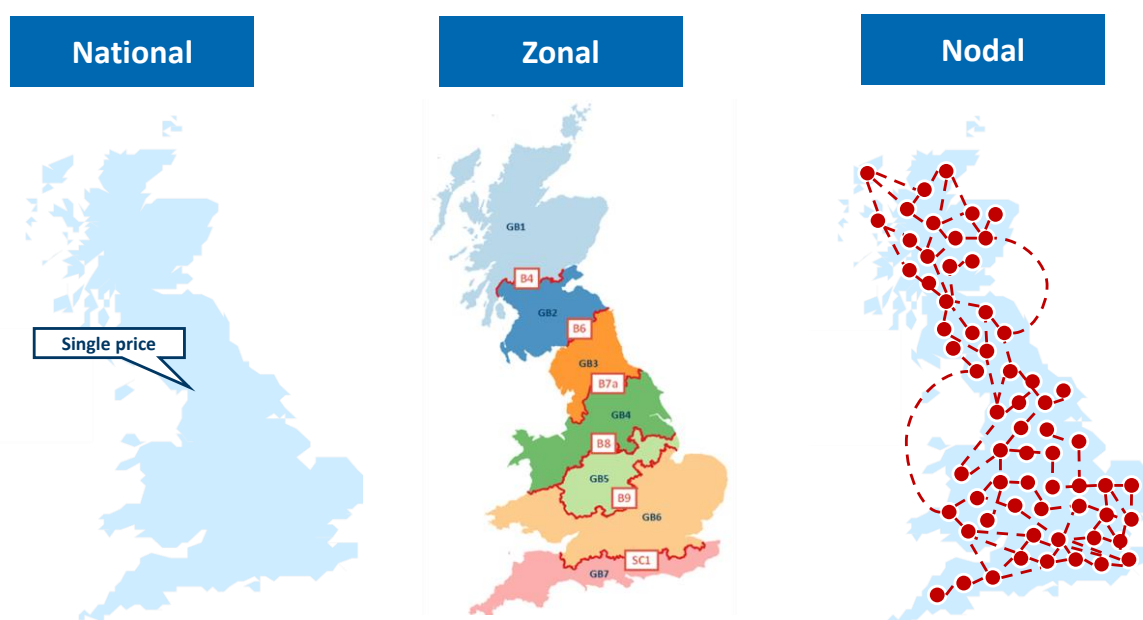 National
Zonal
Nodal
Single price
GB1
B4
GB2
B6
GB3
B7a
GB4
B8
GB5
B9
GB6
SC1
GB7